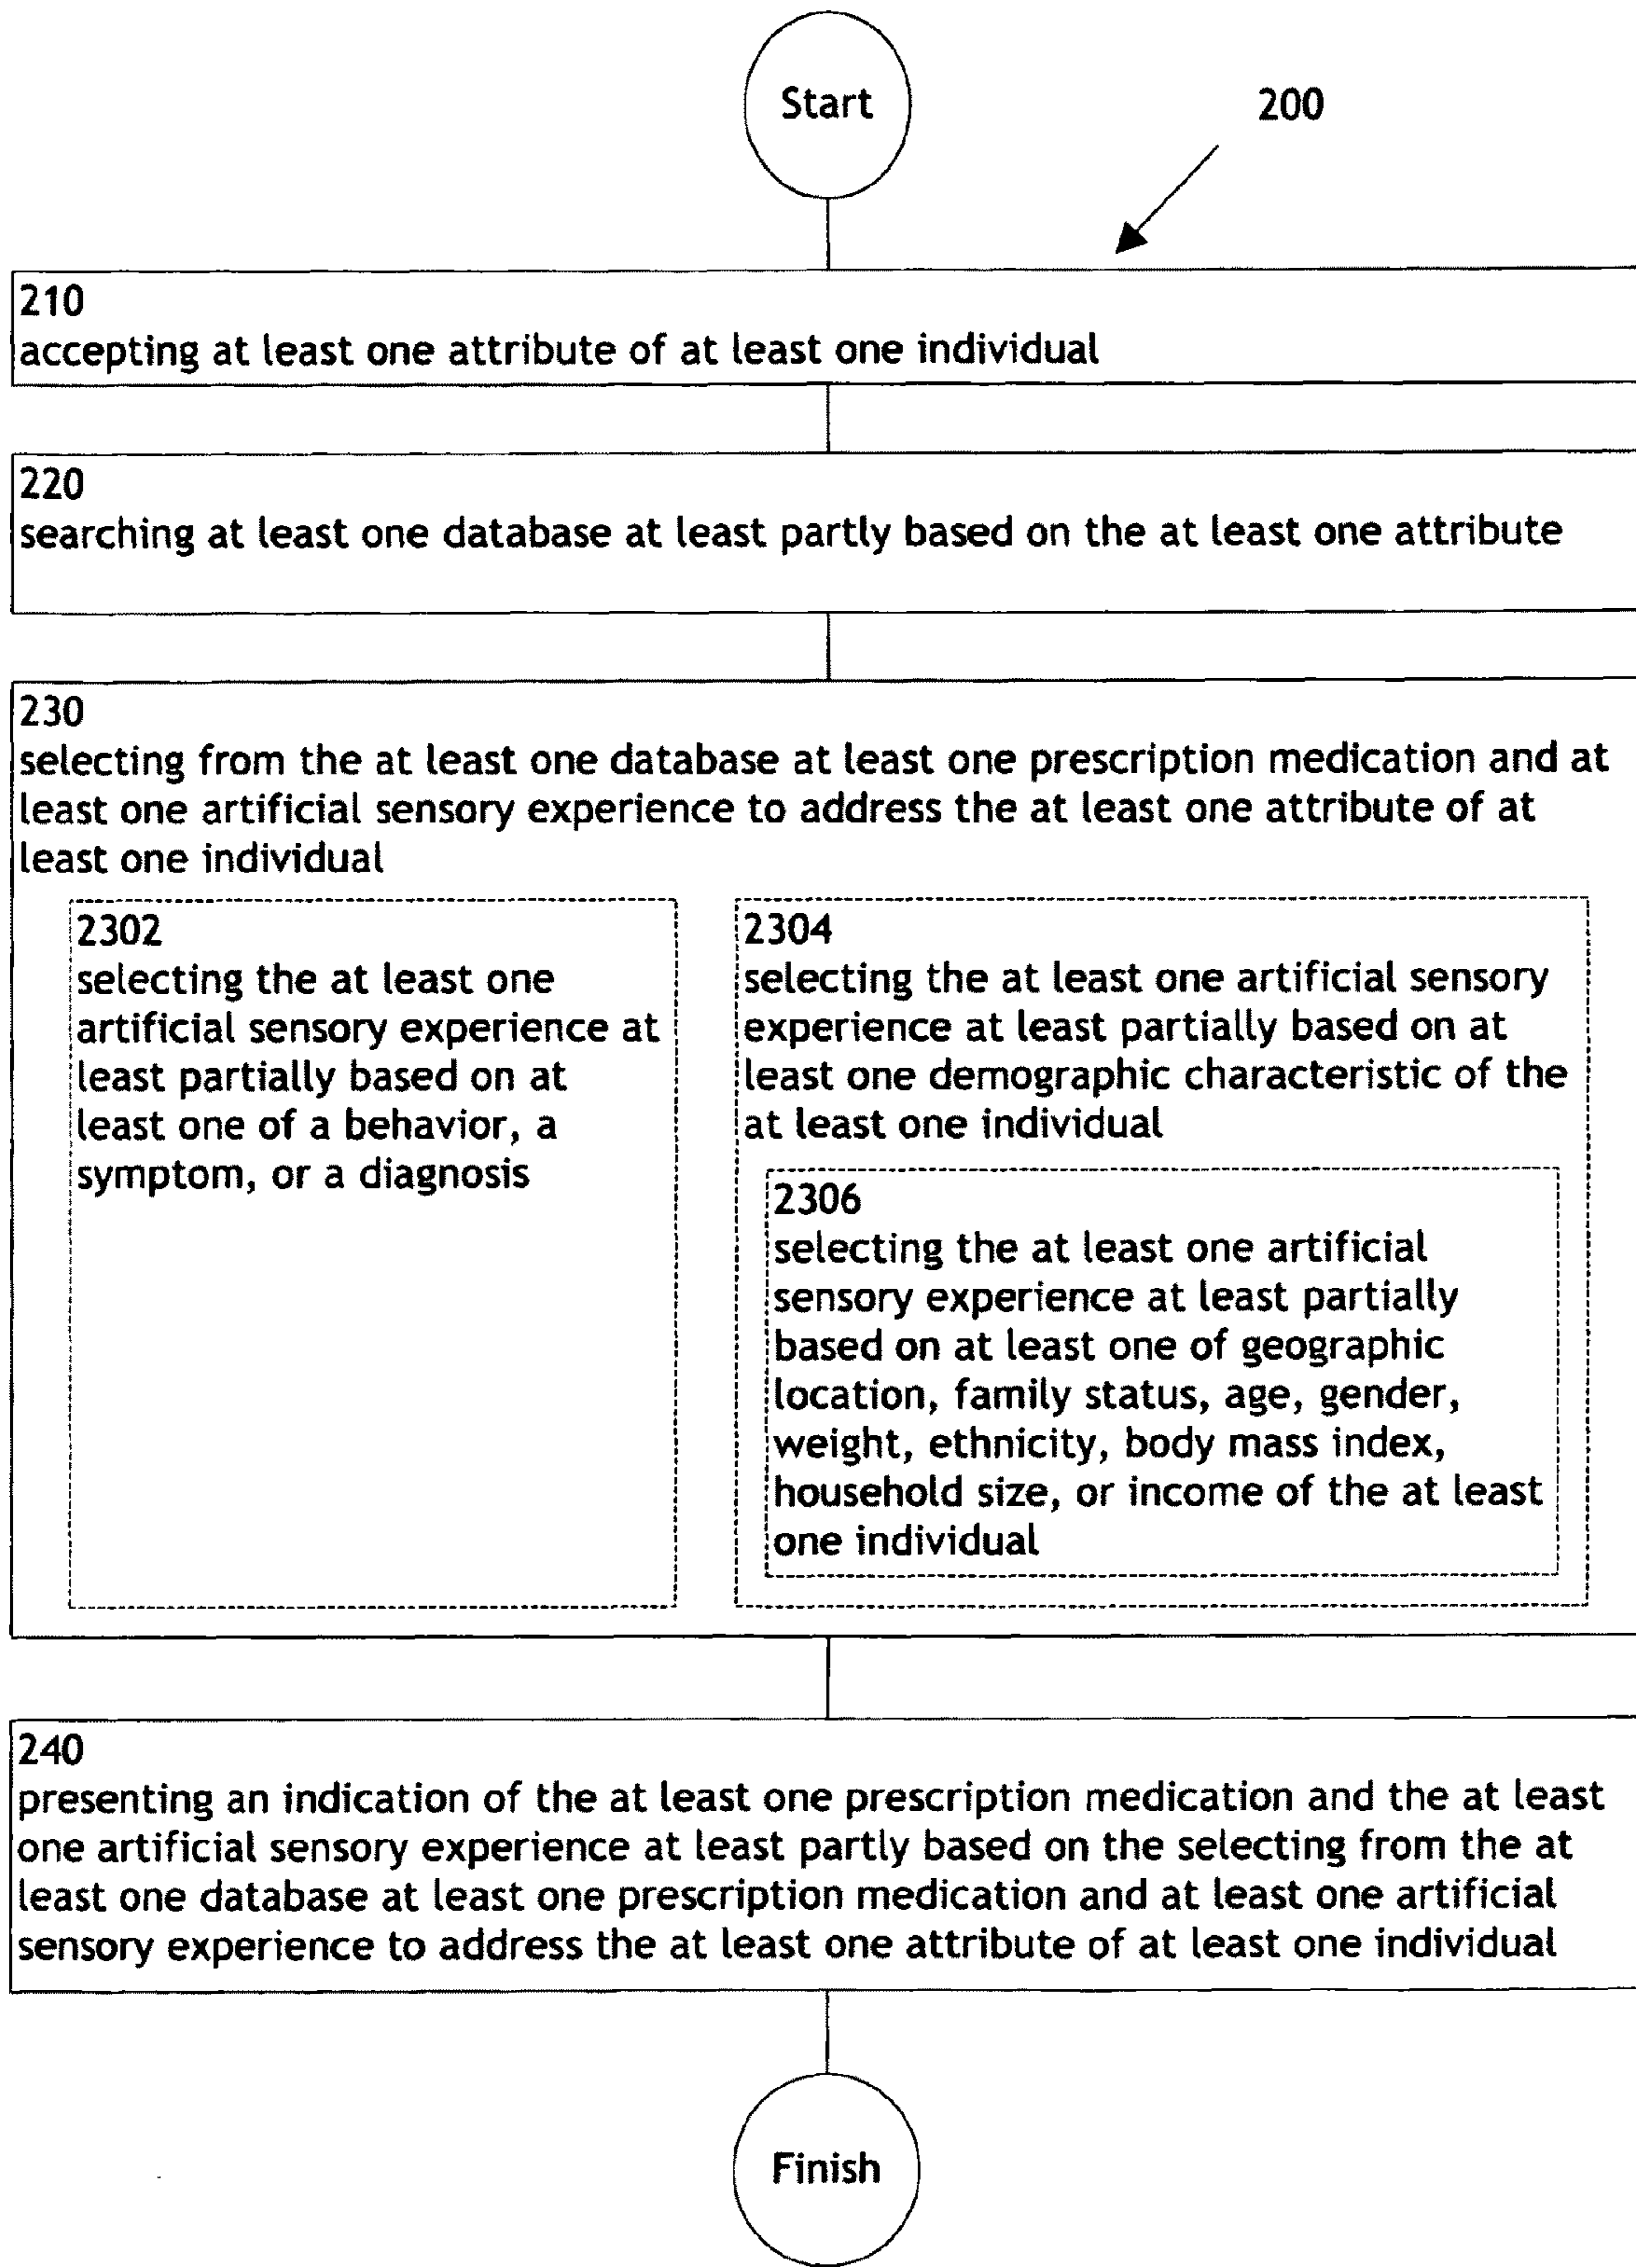 Start
200
210
accepting at least one attribute of at least one individual
220
searching at least one database at least partly based on the at least one attribute
230
selecting from the at least one database at least one prescription medication and at
least one artificial sensory experience to address the at least one attribute of at
least one individual
2302
selecting the at least one
artificial sensory experience at
least partially based on at
least one of a behavior, a
symptom, or a diagnosis
2304
selecting the at least one artificial sensory
experience at least partially based on at
least one demographic characteristic of the
at least one individual
2306
selecting the at least one artificial
sensory experience at least partially
based on at least one of geographic
location, family status, age, gender,
weight, ethnicity, body mass index,
household size, or income of the at least
one individual
240
presenting an indication of the at least one prescription medication and the at least
one artificial sensory experience at least partly based on the selecting from the at
least one database at least one prescription medication and at least one artificial
sensory experience to address the at least one attribute of at least one individual
Finish